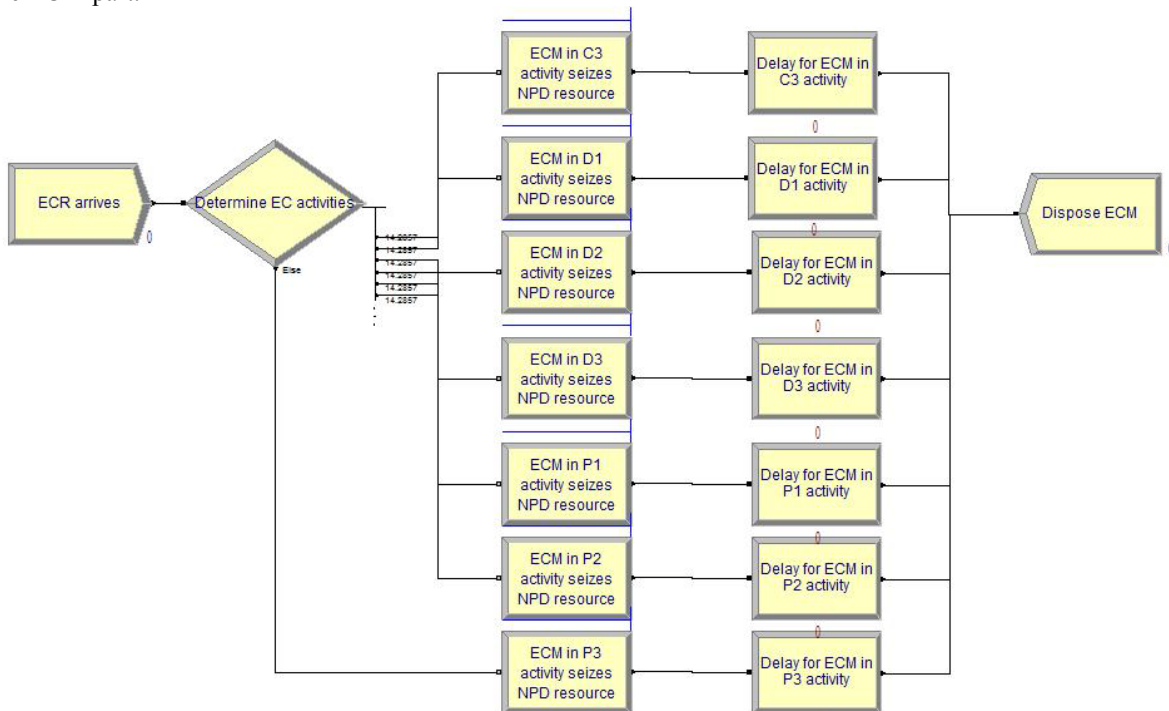 ECM in C3
activity seizes
NPD resource
Delay for ECM in
C3 activity
0
ECM in D1
activity seizes
NPD resource
Delay for ECM in
D1 activity
0
ECR arrives
0
Determine EC activities
14.2857
14.2857
14.2857
14.2857
14.2857
14.2857
Else
Dispose ECM
ECM in D2
activity seizes
NPD resource
Delay for ECM in
D2 activity
0
ECM in D3
activity seizes
NPD resource
Delay for ECM in
D3 activity
0
ECM in P1
activity seizes
NPD resource
Delay for ECM in
P1 activity
0
ECM in P2
activity seizes
NPD resource
Delay for ECM in
P2 activity
0
ECM in P3
activity seizes
NPD resource
Delay for ECM in
P3 activity